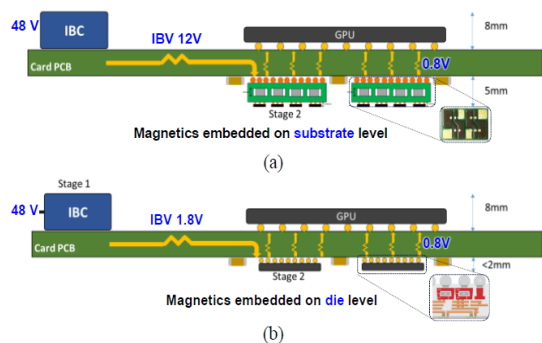 48 V
IBC
IBV 12V
GPU
8mm
Card PCB
0.8V
5mm
Stage 2
Magnetics embedded on substrate level
(a)
Stage 1
48 V
IBC
IBV 1.8V
GPU
8mm
Card PCB
0.8V
<2mm
Stage 2
Magnetics embedded on die level
(b)